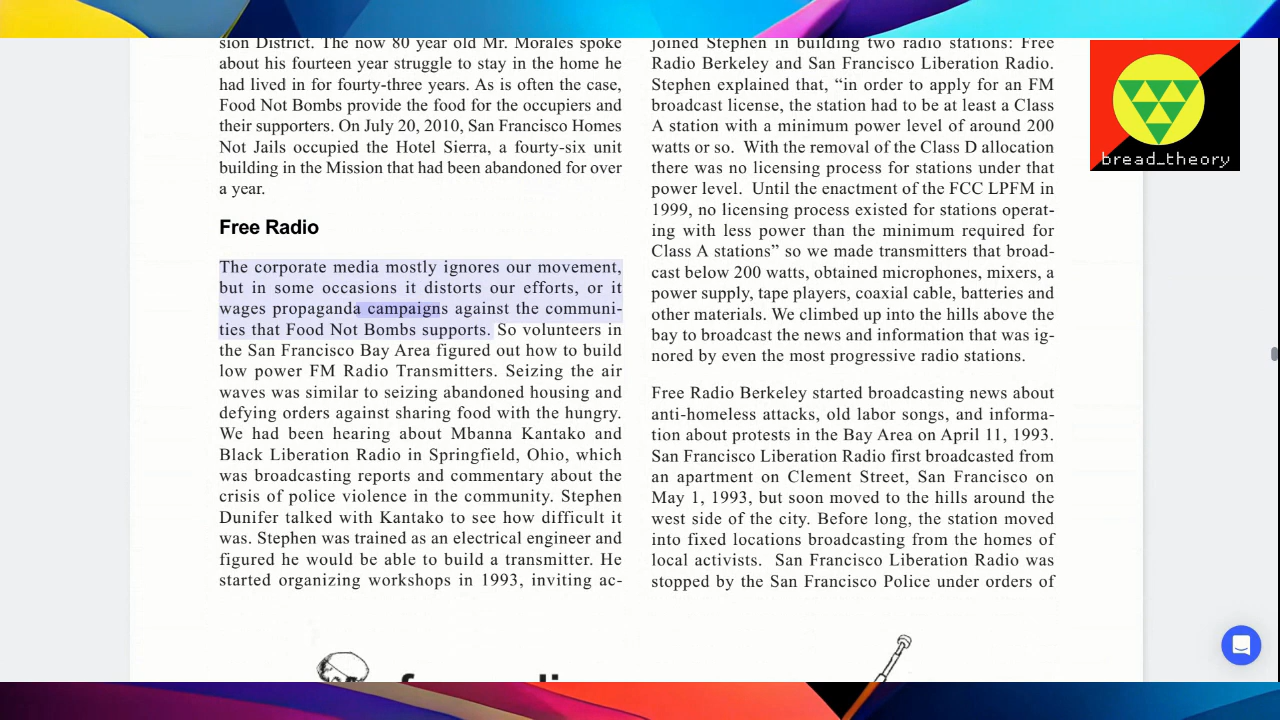 sion District. The now 80 year old Mr. Morales spoke
about his fourteen year struggle to stay in the home he
had lived in for fourty-three years. As is often the case,
Food Not Bombs provide the food for the occupiers and
their supporters. On July 20, 2010, San Francisco Homes
Not Jails occupied the Hotel Sierra, a fourty-six unit
building in the Mission that had been abandoned for over
a year.
Free Radio
The corporate media mostly ignores our movement,
but in some occasions it distorts our efforts, or it
wages propaganda campaigns against the communi-
ties that Food Not Bombs supports. So volunteers in
the San Francisco Bay Area figured out how to build
low power FM Radio Transmitters. Seizing the air
waves was similar to seizing abandoned housing and
defying orders against sharing food with the hungry.
We had been hearing about Mbanna Kantako and
Black Liberation Radio in Springfield, Ohio, which
was broadcasting reports and commentary about the
crisis of police violence in the community. Stephen
Dunifer talked with Kantako to see how difficult it
was. Stephen was trained as an electrical engineer and
figured he would be able to build a transmitter. He
started organizing workshops in 1993, inviting ac-
joined Stephen in building two radio stations: Free
Radio Berkeley and San Francisco Liberation Radio.
Stephen explained that, “in order to apply for an FM
broadcast license, the station had to be at least a Class
A station with a minimum power level of around 200
watts or so. With the removal of the Class D allocation
there was no licensing process for stations under that
power level. Until the enactment of the FCC LPFM in
1999, no licensing process existed for stations operat-
ing with less power than the minimum required for
Class A stations” so we made transmitters that broad-
cast below 200 watts, obtained microphones, mixers, a
power supply, tape players, coaxial cable, batteries and
other materials. We climbed up into the hills above the
bay to broadcast the news and information that was ig-
nored by even the most progressive radio stations.
Free Radio Berkeley started broadcasting news about
anti-homeless attacks, old labor songs, and informa-
tion about protests in the Bay Area on April 11, 1993.
San Francisco Liberation Radio first broadcasted from
an apartment on Clement Street, San Francisco on
May 1, 1993, but soon moved to the hills around the
west side of the city. Before long, the station moved
into fixed locations broadcasting from the homes of
local activists. San Francisco Liberation Radio was
stopped by the San Francisco Police under orders of
bread_theory